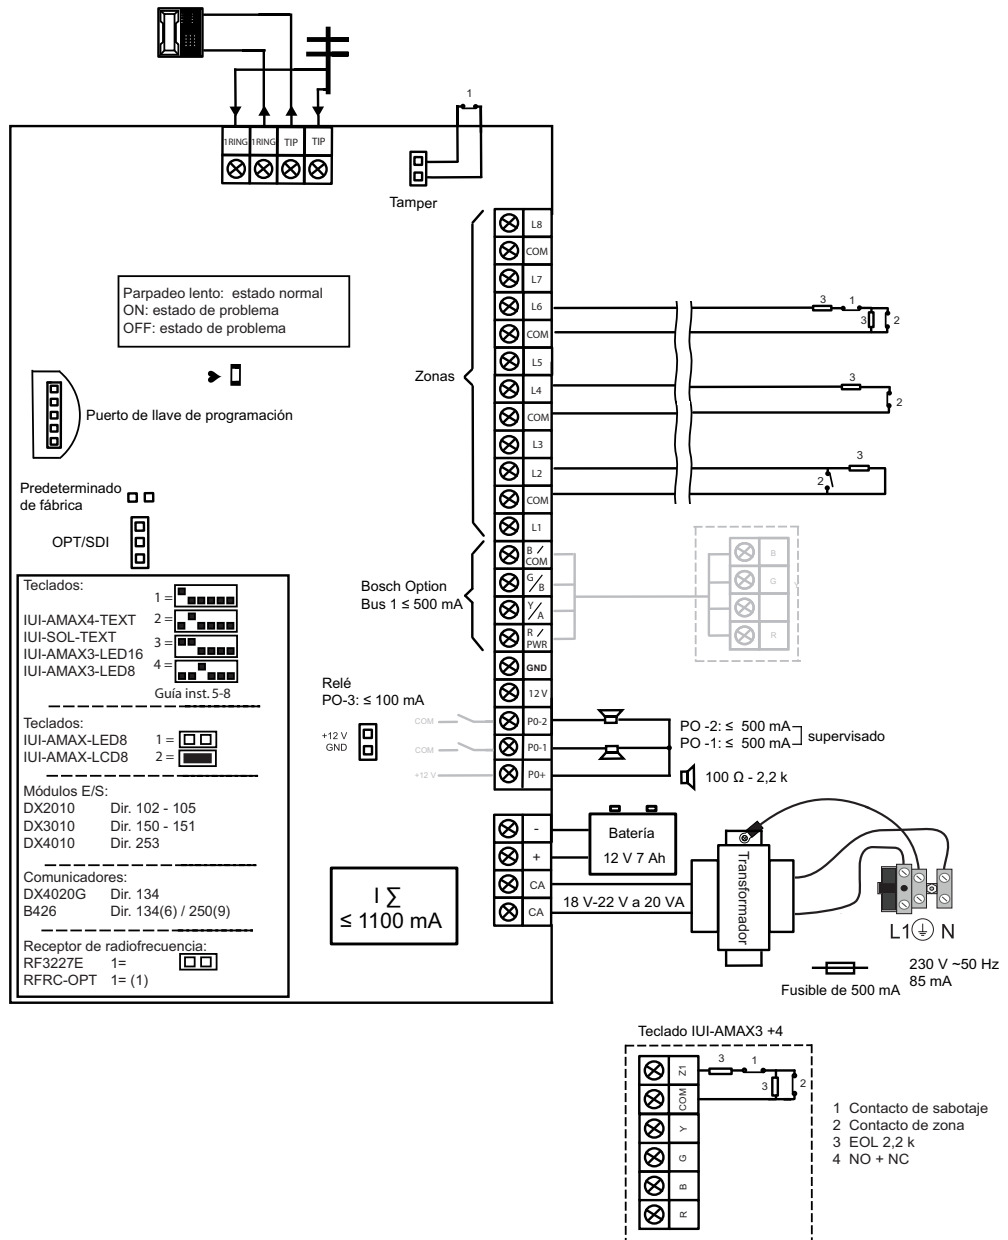 1RING 1RING TIP TIP
1
Tamper
Parpadeo lento: estado normal
ON: estado de problema
OFF: estado de problema
Puerto de llave de programación
Predeterminado
de fábrica
OPT/SDI
Zonas
L8
COM
L7
L6
COM
L5
L4
COM
L3
L2
COM
L1
3 1
3 2
3
2
3
2
Bosch Option
Bus 1 ≤ 500 mA
B / COM
G/B
Y/A
R / PWR
GND
12 V
P0-2
P0-1
P0+
B
G
R
Relé
PO-3: ≤ 100 mA
+12 V
GND
COM
COM
+12 V
PO -2: ≤ 500 mA
PO -1: ≤ 500 mA
supervisado
100 Ω - 2,2 k
Teclados:
1 =
IUI-AMAX4-TEXT 2 =
IUI-SOL-TEXT
IUI-AMAX3-LED16 3 =
IUI-AMAX3-LED8 4 =
Guía inst. 5-8
Teclados:
IUI-AMAX-LED8 1 =
IUI-AMAX-LCD8 2 =
Módulos E/S:
DX2010 Dir. 102 - 105
DX3010 Dir. 150 - 151
DX4010 Dir. 253
Comunicadores:
DX4020G Dir. 134
B426 Dir. 134(6) / 250(9)
Receptor de radiofrecuencia:
RF3227E 1=
RFRC-OPT 1= (1)
I Σ
≤ 1100 mA
-
+
CA
CA
Batería
12 V 7 Ah
18 V-22 V a 20 VA
Transformador
L1 N
230 V ~50 Hz
85 mA
Fusible de 500 mA
Teclado IUI-AMAX3 +4
Z1
COM
Y
G
B
R
3 1
3 2
1 Contacto de sabotaje
2 Contacto de zona
3 EOL 2,2 k
4 NO + NC